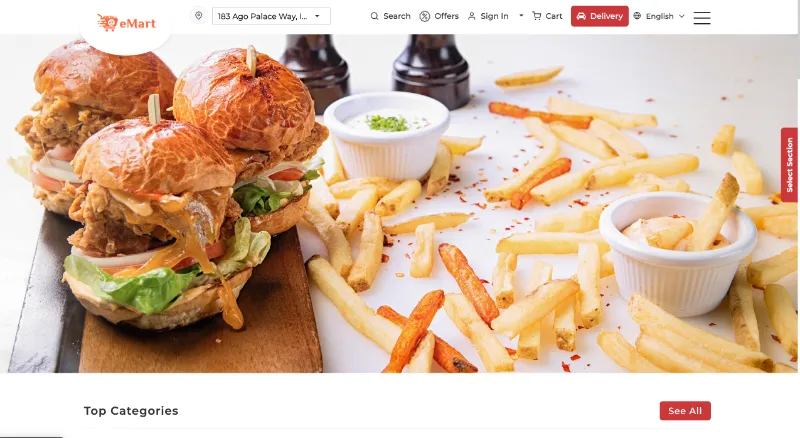 eMart
183 Ago Palace Way, I...
Search
Offers
Sign In
Cart
Delivery
English
Select Section
Top Categories
See All